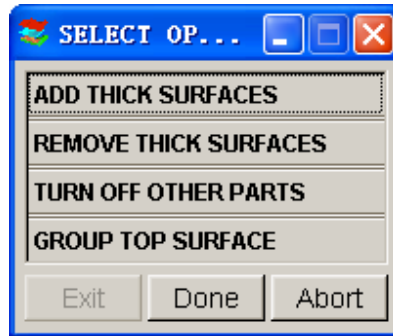 SELECT OP...
ADD THICK SURFACES
REMOVE THICK SURFACES
TURN OFF OTHER PARTS
GROUP TOP SURFACE
Exit Done Abort